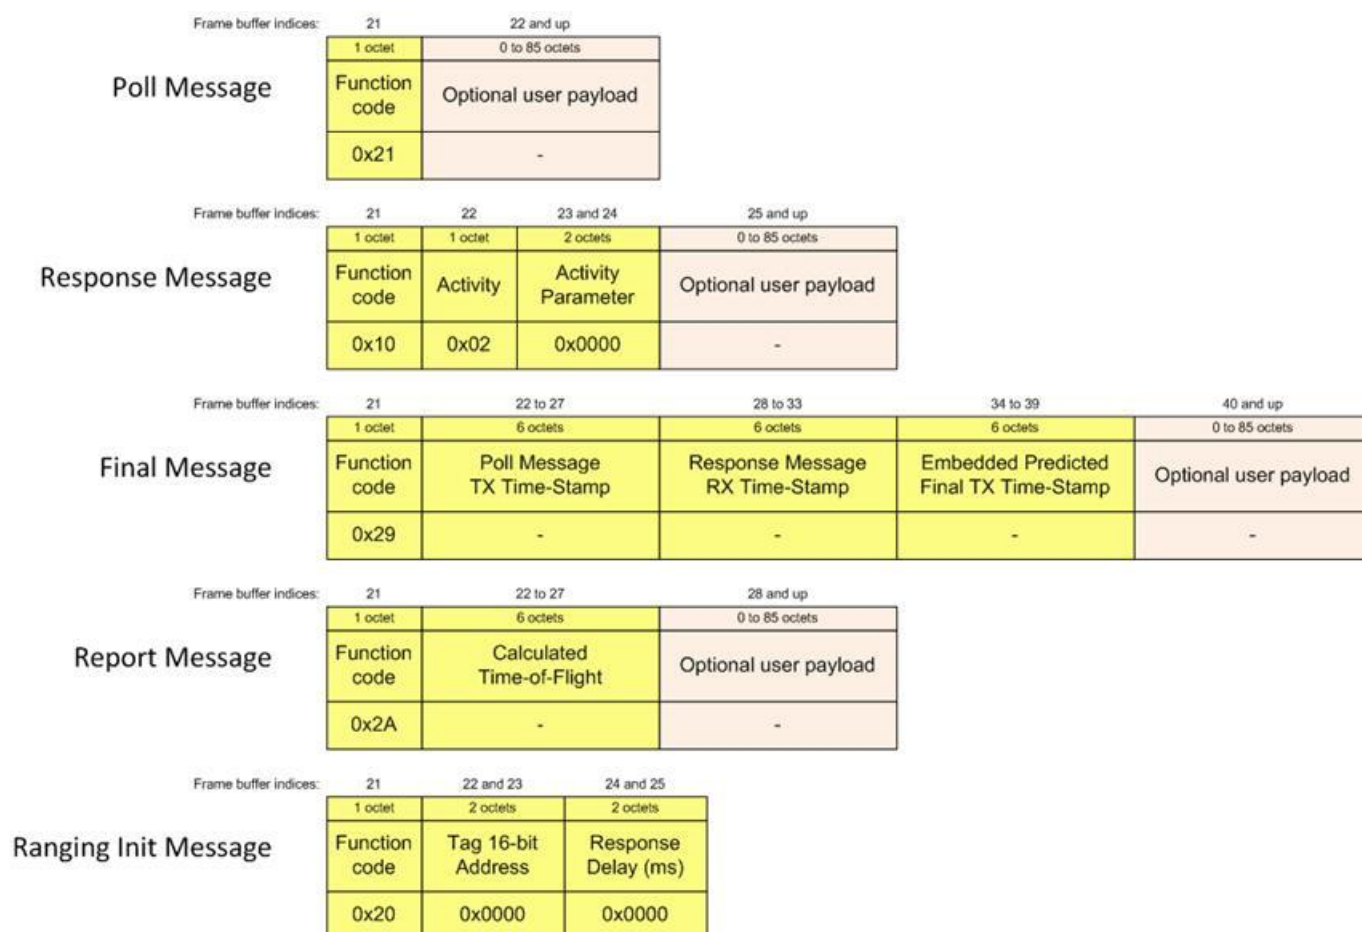 Frame buffer indices: 21 22 and up
1 octet 0 to 85 octets
Poll Message
Function code Optional user payload
0x21 -
Frame buffer indices: 21 22 23 and 24 25 and up
1 octet 1 octet 2 octets 0 to 85 octets
Response Message
Function code Activity Activity Parameter Optional user payload
0x10 0x02 0x0000 -
Frame buffer indices: 21 22 to 27 28 to 33 34 to 39 40 and up
1 octet 6 octets 6 octets 6 octets 0 to 85 octets
Final Message
Function code Poll Message TX Time-Stamp Response Message RX Time-Stamp Embedded Predicted Final TX Time-Stamp Optional user payload
0x29 - - - -
Frame buffer indices: 21 22 to 27 28 and up
1 octet 6 octets 0 to 85 octets
Report Message
Function code Calculated Time-of-Flight Optional user payload
0x2A - -
Frame buffer indices: 21 22 and 23 24 and 25
1 octet 2 octets 2 octets
Ranging Init Message
Function code Tag 16-bit Address Response Delay (ms)
0x20 0x0000 0x0000